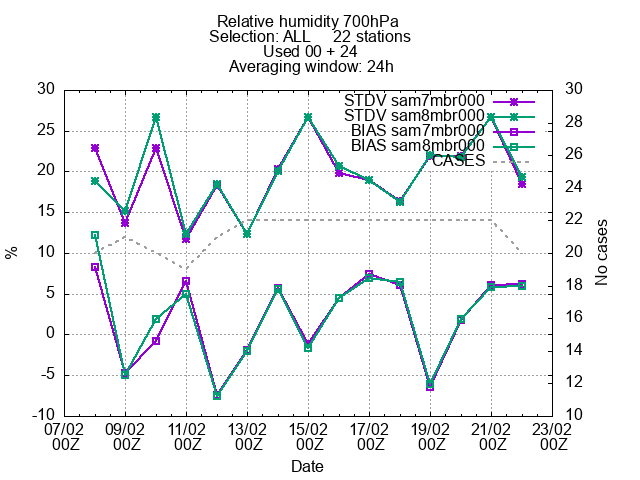 Relative humidity 700hPa
Selection: ALL 22 stations
Used 00 + 24
Averaging window: 24h
STDV sam7mbr000
STDV sam8mbr000
BIAS sam7mbr000
BIAS sam8mbr000
CASES
30
25
20
15
10
5
0
-5
-10
%
30
28
26
24
22
20
18
16
14
12
10
No cases
07/02 09/02 11/02 13/02 15/02 17/02 19/02 21/02 23/02
00Z 00Z 00Z 00Z 00Z 00Z 00Z 00Z 00Z
Date